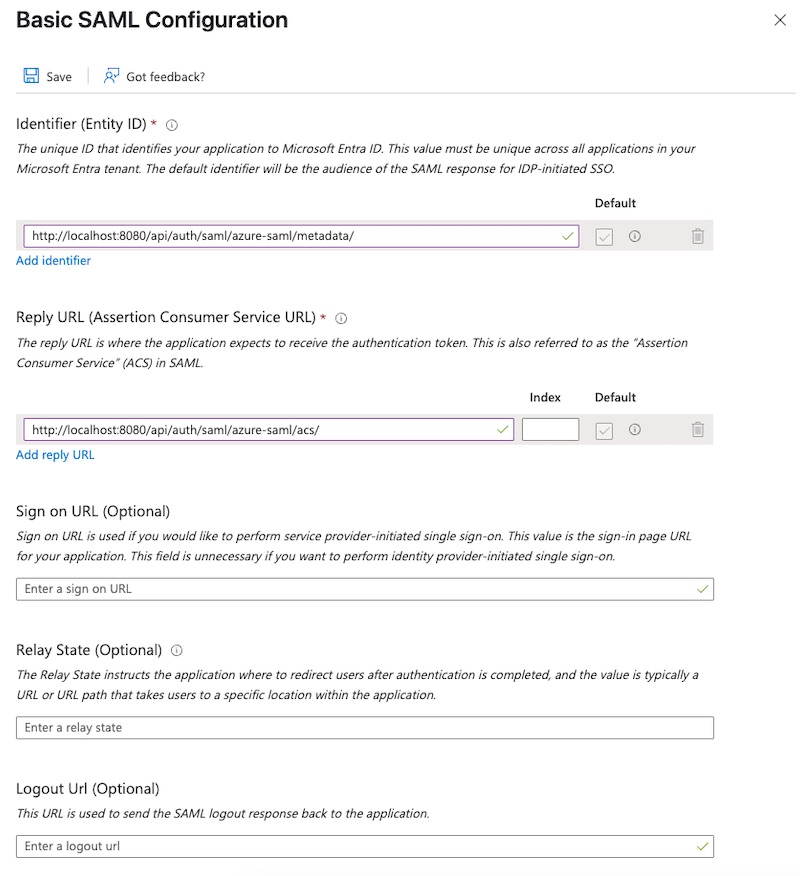 Basic SAML Configuration
Save
Got feedback?
Identifier (Entity ID) *
The unique ID that identifies your application to Microsoft Entra ID. This value must be unique across all applications in your
Microsoft Entra tenant. The default identifier will be the audience of the SAML response for IDP-initiated SSO.
Default
http://localhost:8080/api/auth/saml/azure-saml/metadata/
Add identifier
Reply URL (Assertion Consumer Service URL) *
The reply URL is where the application expects to receive the authentication token. This is also referred to as the “Assertion
Consumer Service” (ACS) in SAML.
Index Default
http://localhost:8080/api/auth/saml/azure-saml/acs/
Add reply URL
Sign on URL (Optional)
Sign on URL is used if you would like to perform service provider-initiated single sign-on. This value is the sign-in page URL
for your application. This field is unnecessary if you want to perform identity provider-initiated single sign-on.
Enter a sign on URL
Relay State (Optional)
The Relay State instructs the application where to redirect users after authentication is completed, and the value is typically a
URL or URL path that takes users to a specific location within the application.
Enter a relay state
Logout Url (Optional)
This URL is used to send the SAML logout response back to the application.
Enter a logout url